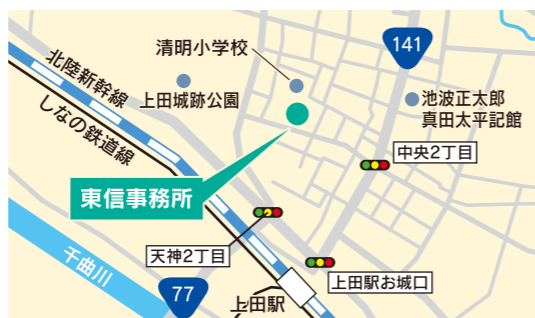 清明小学校
141
北陸新幹線
上田城跡公園
池波正太郎
真田太平記館
しなの鉄道線
中央2丁目
東信事務所
天神2丁目
千曲川
上田駅お城口
77
上田駅